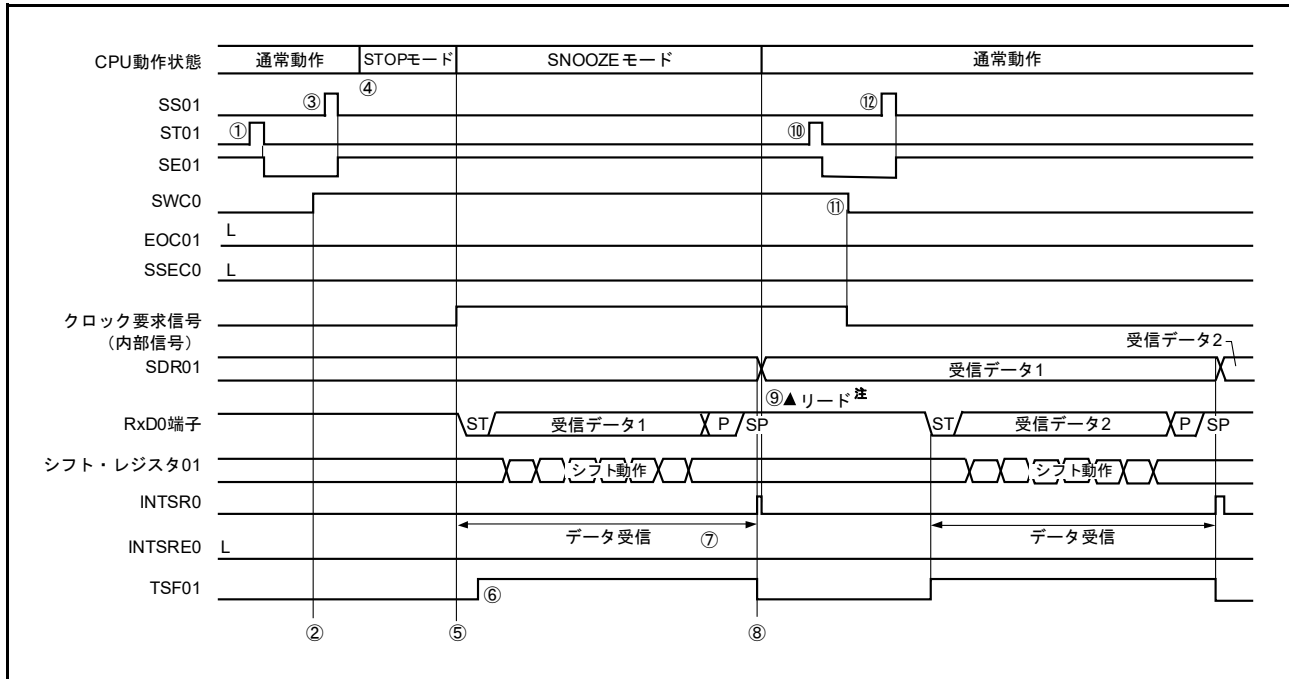 CPU動作状態 通常動作 STOPモード SNOOZEモード 通常動作
④
SS01 ③ ⑫
ST01 ① ⑩
SE01
SWC0 ⑪
EOC01 L
SSEC0 L
クロック要求信号
（内部信号）
受信データ2
SDR01 受信データ1
⑨▲リード注
RxD0端子 ST 受信データ1 P SP ST 受信データ2 P SP
シフト・レジスタ01 シフト動作 シフト動作
INTSR0
データ受信 ⑦ データ受信
INTSRE0 L
TSF01 ⑥
② ⑤ ⑧